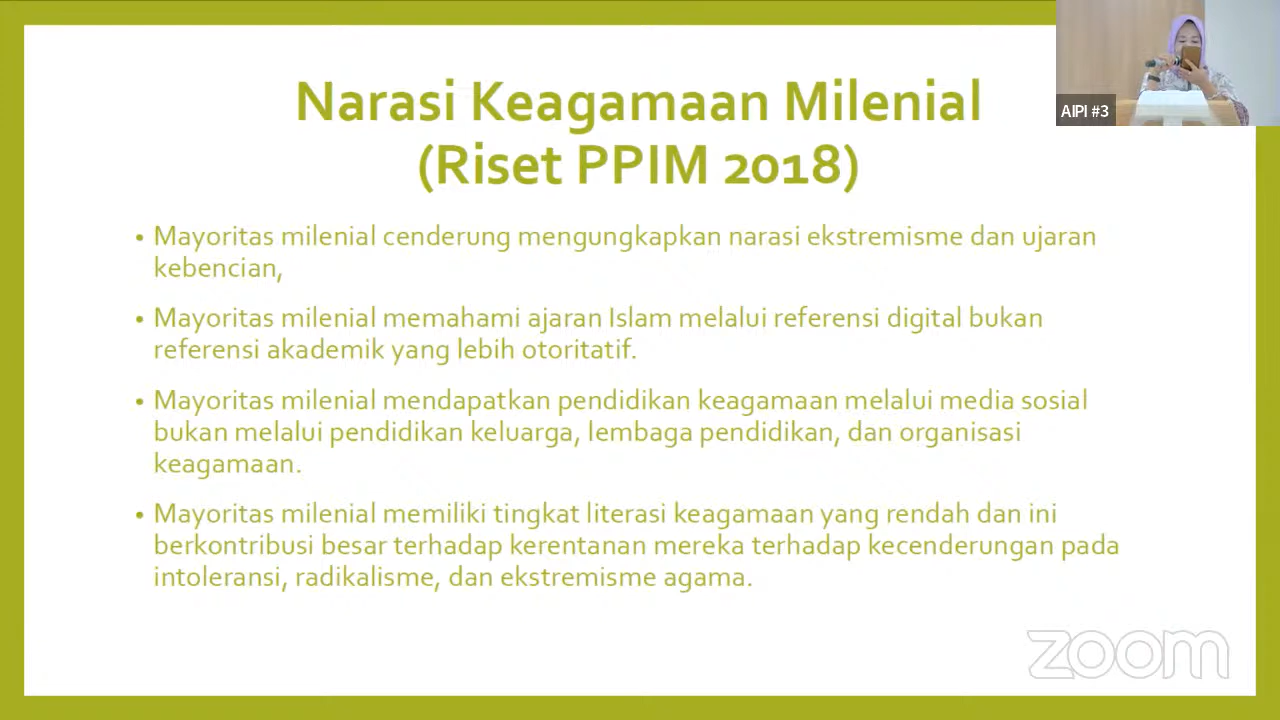 Narasi Keagamaan Milenial
(Riset PPIM 2018)
AIPI #3
• Mayoritas milenial cenderung mengungkapkan narasi ekstremisme dan ujaran
kebencian,
• Mayoritas milenial memahami ajaran Islam melalui referensi digital bukan
referensi akademik yang lebih otoritatif.
• Mayoritas milenial mendapatkan pendidikan keagamaan melalui media sosial
bukan melalui pendidikan keluarga, lembaga pendidikan, dan organisasi
keagamaan.
• Mayoritas milenial memiliki tingkat literasi keagamaan yang rendah dan ini
berkontribusi besar terhadap kerentanan mereka terhadap kecenderungan pada
intoleransi, radikalisme, dan ekstremisme agama.
zoom